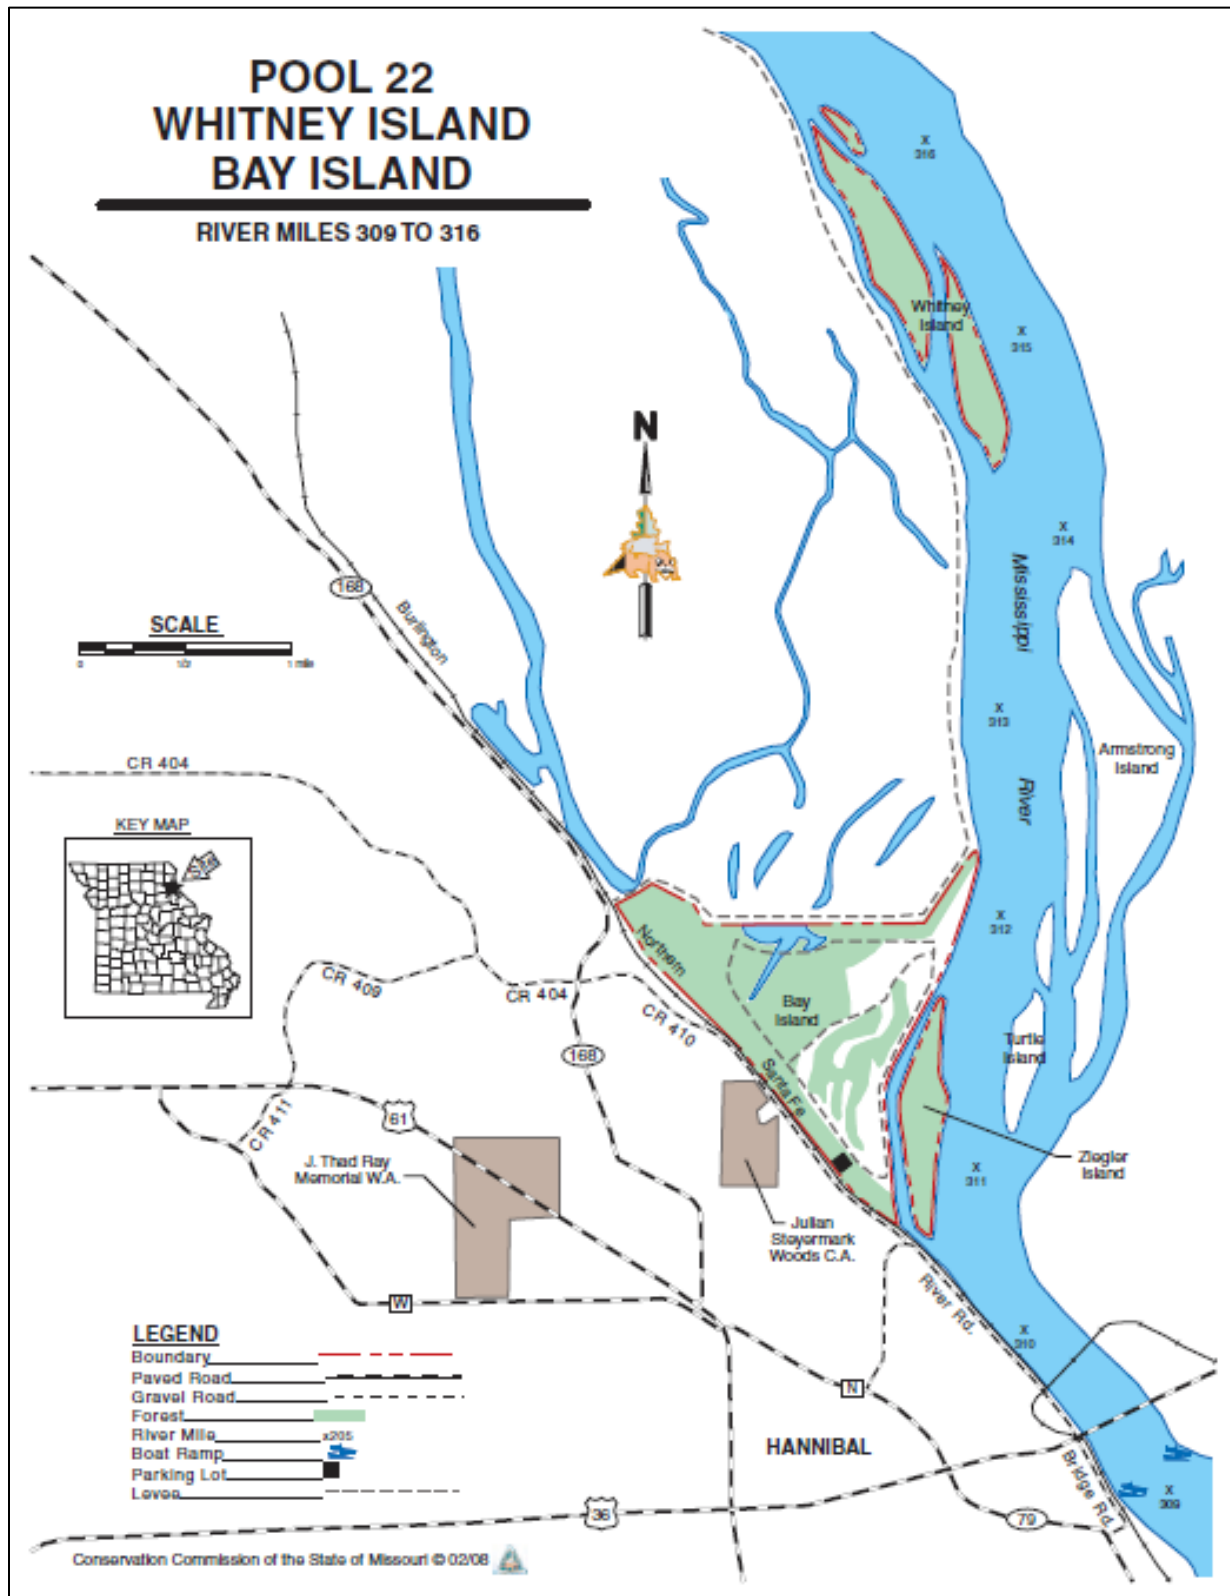 POOL 22
WHITNEY ISLAND
BAY ISLAND
RIVER MILES 309 TO 316
X
316
Whitney
Island
X
315
N
X
314
Mississippi
168
Burlington
SCALE
0
1/2
1 mile
X
313
Armstrong
Island
River
CR 404
KEY MAP
X
312
Northern
CR 409
CR 404
CR 410
Bay
Island
Turtle
Island
168
Santa Fe
61
CR 411
J. Thad Ray
Memorial W.A.
X
311
Ziegler
Island
Julian
Steyermark
Woods C.A.
W
River Rd.
X
310
LEGEND
Boundary
Paved Road
Gravel Road
Forest
River Mile
x205
Boat Ramp
Parking Lot
Levee
N
HANNIBAL
Bridge Rd.
X
309
36
79
Conservation Commission of the State of Missouri © 02/08